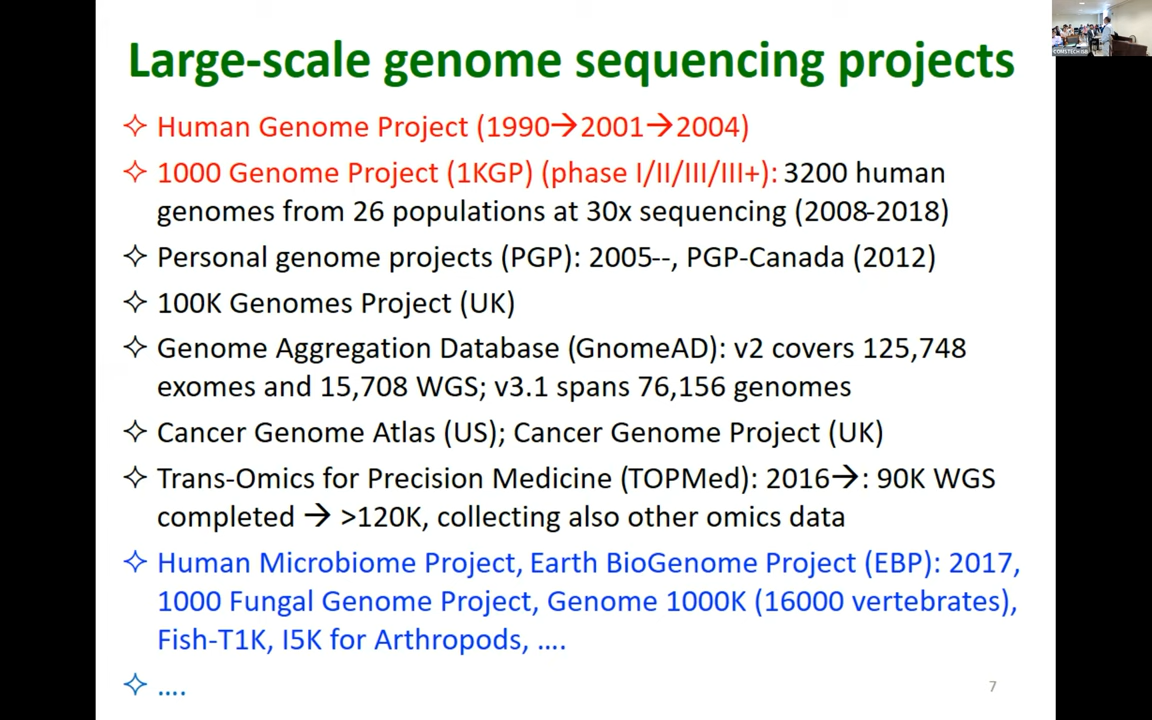 Large-scale genome sequencing projects
Human Genome Project (1990→2001→2004)
1000 Genome Project (1KGP) (phase I/II/III/III+): 3200 human
genomes from 26 populations at 30x sequencing (2008-2018)
Personal genome projects (PGP): 2005--, PGP-Canada (2012)
100K Genomes Project (UK)
Genome Aggregation Database (GnomeAD): v2 covers 125,748
exomes and 15,708 WGS; v3.1 spans 76,156 genomes
Cancer Genome Atlas (US); Cancer Genome Project (UK)
Trans-Omics for Precision Medicine (TOPMed): 2016→: 90K WGS
completed → >120K, collecting also other omics data
Human Microbiome Project, Earth BioGenome Project (EBP): 2017,
1000 Fungal Genome Project, Genome 1000K (16000 vertebrates),
Fish-T1K, I5K for Arthropods, ....
....
7